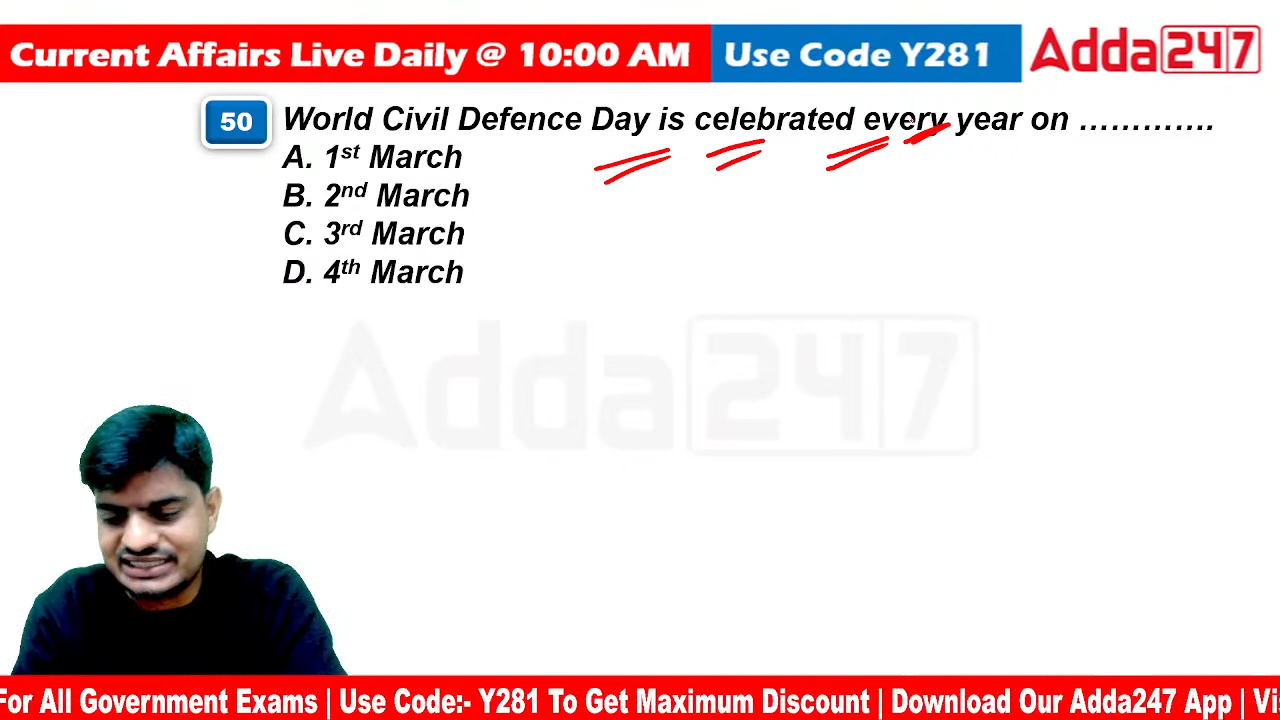 Current Affairs Live Daily @ 10:00 AM Use Code Y281 Adda247
50 World Civil Defence Day is celebrated every year on ………….
A. 1st March
B. 2nd March
C. 3rd March
D. 4th March
Adda247
For All Government Exams | Use Code:- Y281 To Get Maximum Discount | Download Our Adda247 App | Vi